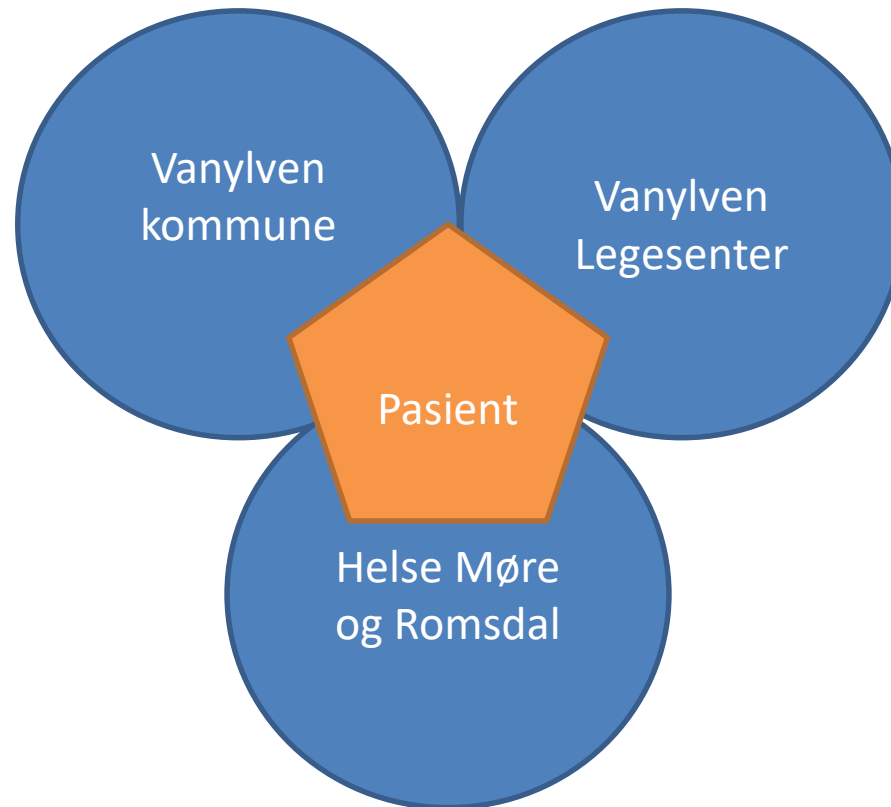 Vanylven
kommune
Vanylven
Legesenter
Pasient
Helse Møre
og Romsdal